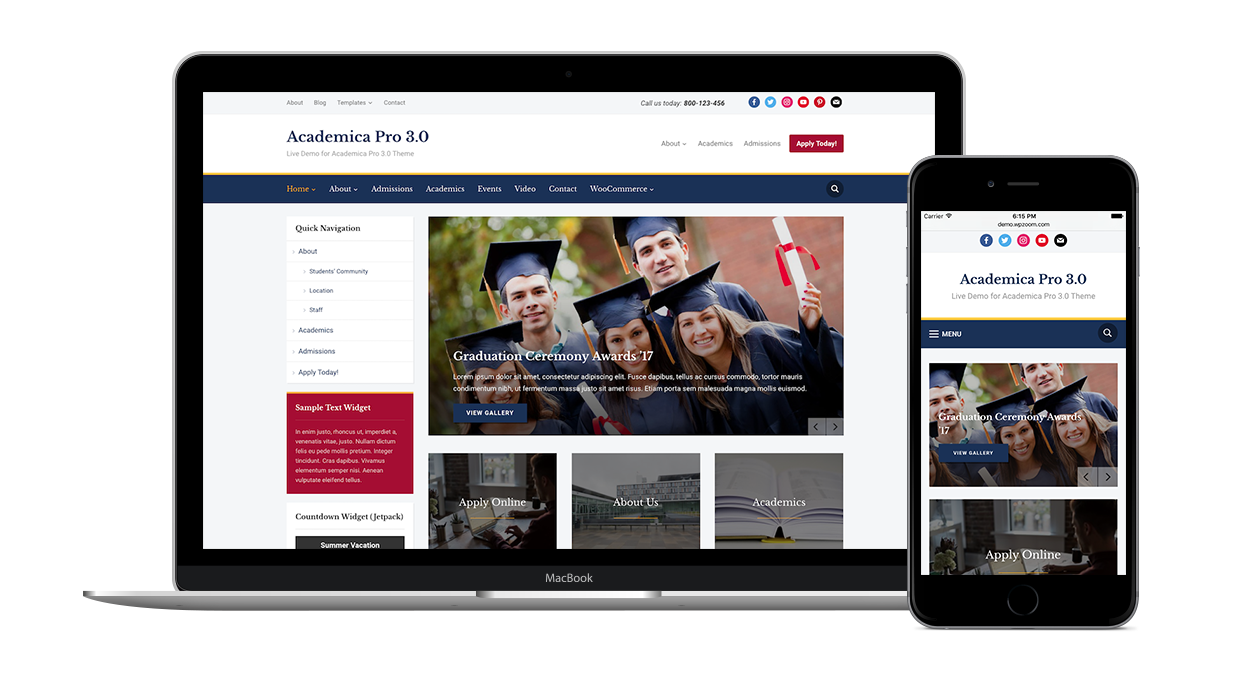 About Blog Templates Contact
Call us today: 800-123-456
Academica Pro 3.0
Live Demo for Academica Pro 3.0 Theme
About Academics Admissions Apply Today!
Home About Admissions Academics Events Video Contact WooCommerce
Quick Navigation
About
Students' Community
Location
Staff
Academics
Admissions
Apply Today!
Sample Text Widget
In enim justo, rhoncus ut, imperdiet a,
venenatis vitae, justo. Nullam dictum
felis eu pede mollis pretium. Integer
tincidunt. Cras dapibus. Vivamus
elementum semper nisi. Aenean
vulputate eleifend tellus.
Countdown Widget (Jetpack)
Summer Vacation
Graduation Ceremony Awards '17
Lorem ipsum dolor sit amet, consectetur adipiscing elit. Fusce dapibus, tellus ac cursus commodo, tortor mauris
condimentum nibh, ut fermentum massa justo sit amet risus. Etiam porta sem malesuada magna mollis euismod.
VIEW GALLERY
Apply Online
About Us
Academics
MacBook
Carrier 6:15 PM
demo.wpzoom.com
Academica Pro 3.0
Live Demo for Academica Pro 3.0 Theme
MENU
Graduation Ceremony Awards
'17
VIEW GALLERY
Apply Online